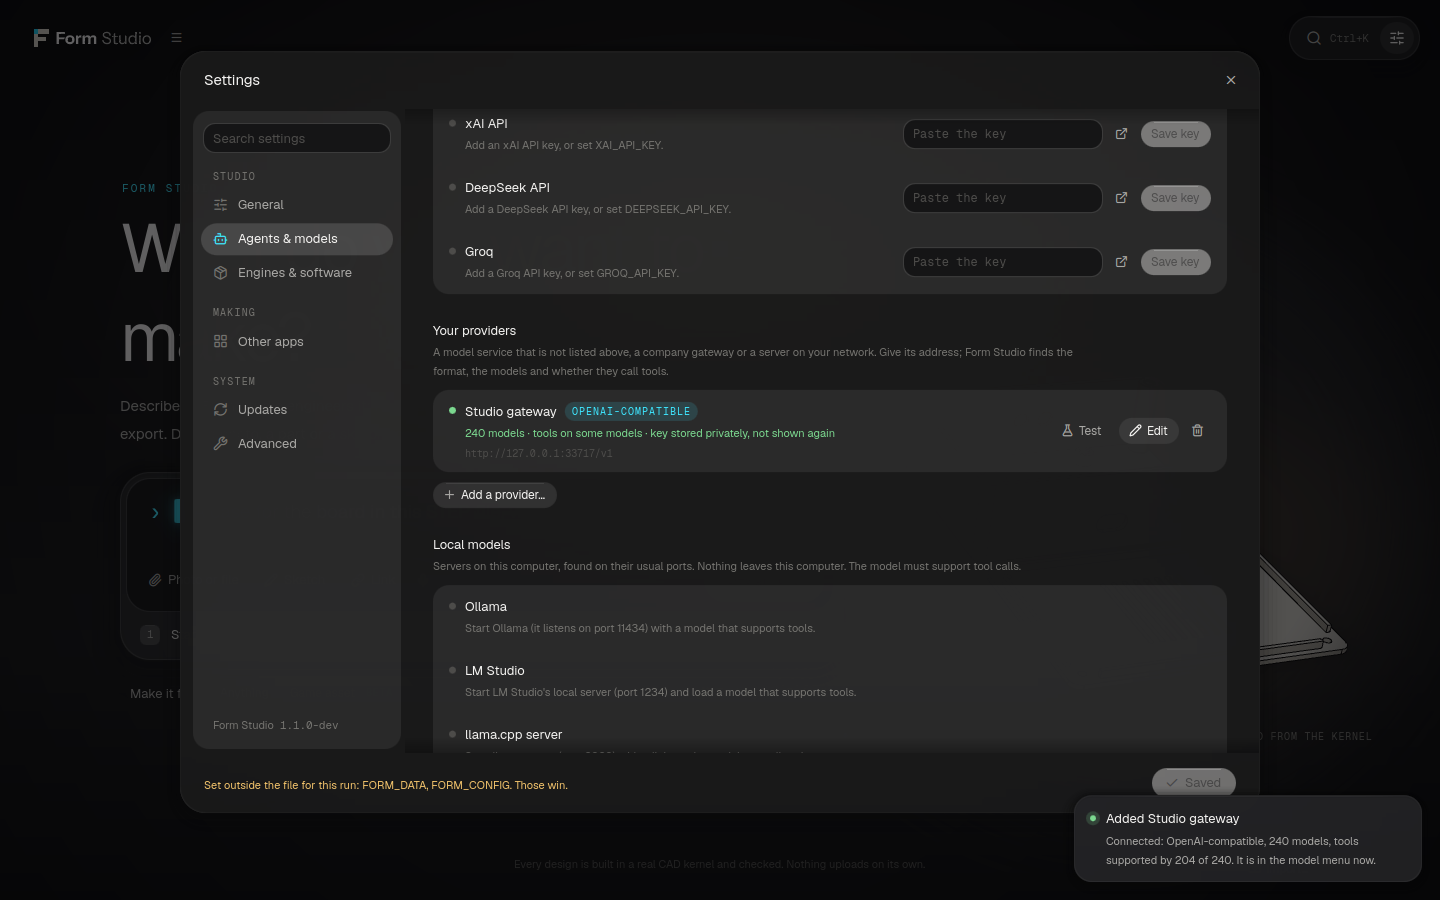 Form Studio
Ctrl+K
Settings
Search settings
STUDIO
General
Agents & models
Engines & software
MAKING
Other apps
SYSTEM
Updates
Advanced
Form Studio 1.1.0-dev
xAI API
Add an xAI API key, or set XAI_API_KEY.
Paste the key
Save key
DeepSeek API
Add a DeepSeek API key, or set DEEPSEEK_API_KEY.
Paste the key
Save key
Groq
Add a Groq API key, or set GROQ_API_KEY.
Paste the key
Save key
Your providers
A model service that is not listed above, a company gateway or a server on your network. Give its address; Form Studio finds the
format, the models and whether they call tools.
Studio gateway OPENAI-COMPATIBLE
240 models · tools on some models · key stored privately, not shown again
http://127.0.0.1:33717/v1
Test
Edit
Add a provider…
Local models
Servers on this computer, found on their usual ports. Nothing leaves this computer. The model must support tool calls.
Ollama
Start Ollama (it listens on port 11434) with a model that supports tools.
LM Studio
Start LM Studio's local server (port 1234) and load a model that supports tools.
llama.cpp server
Set outside the file for this run: FORM_DATA, FORM_CONFIG. Those win.
Saved
FORM ST
W
ma
Describe
export. D
Ph
1 S
Make it f
FROM THE KERNEL
Every design is built in a real CAD kernel and checked. Nothing uploads on its own.
Added Studio gateway
Connected: OpenAI-compatible, 240 models, tools
supported by 204 of 240. It is in the model menu now.